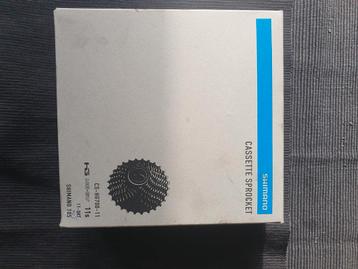 SHIMANO
CASSETTE SPROCKET
CS-HG700-11
HG 11s
SHIMANO 105